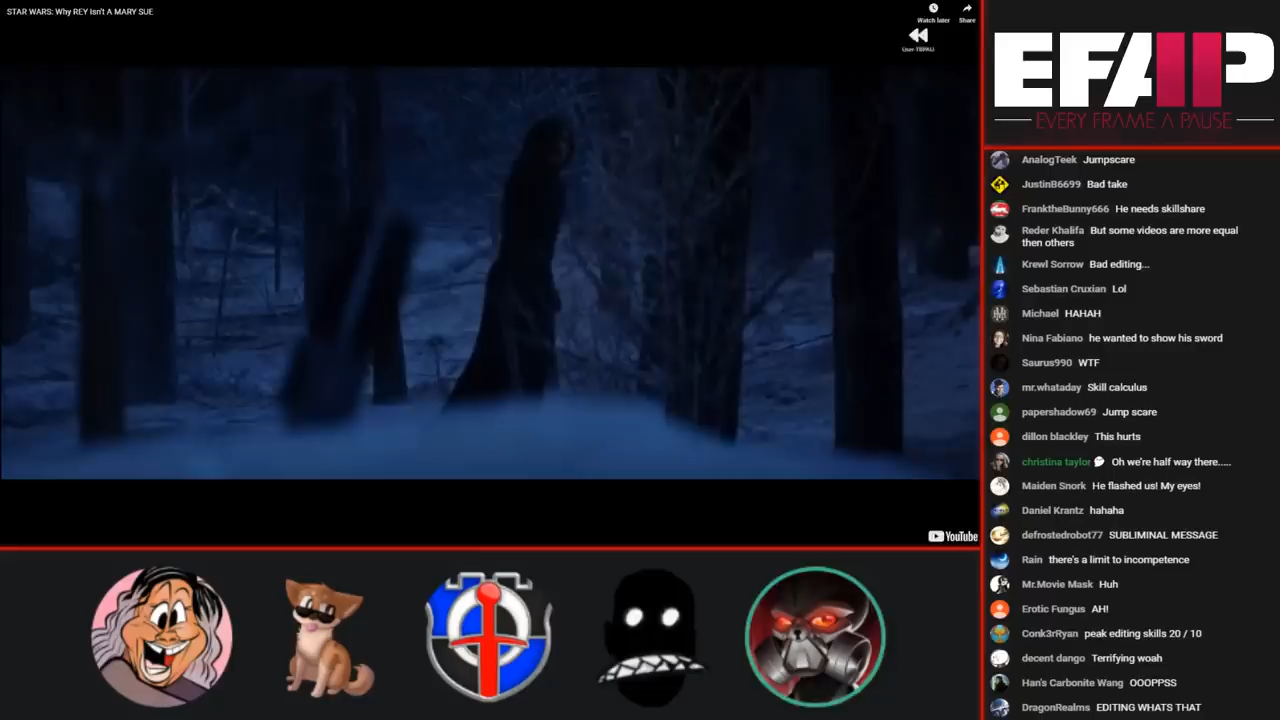 STAR WARS: Why REY Isn't A MARY SUE
Watch later
Share
YouTube
EFAP
EVERY FRAME A PAUSE
AnalogTeek Jumpscare
JustinB6699 Bad take
FranktheBunny666 He needs skillshare
Reder Khalifa But some videos are more equal
then others
Krewl Sorrow Bad editing...
Sebastian Cruxian Lol
Michael HAHAH
Nina Fabiano he wanted to show his sword
Saurus990 WTF
mr.whataday Skill calculus
papershadow69 Jump scare
dillon blackley This hurts
christina taylor Oh we're half way there.....
Maiden Snork He flashed us! My eyes!
Daniel Krantz hahaha
defrostedrobot77 SUBLIMINAL MESSAGE
Rain there's a limit to incompetence
Mr.Movie Mask Huh
Erotic Fungus AH!
Conk3rRyan peak editing skills 20 / 10
decent dango Terrifying woah
Han's Carbonite Wang OOOPPSS
DragonRealms EDITING WHATS THAT